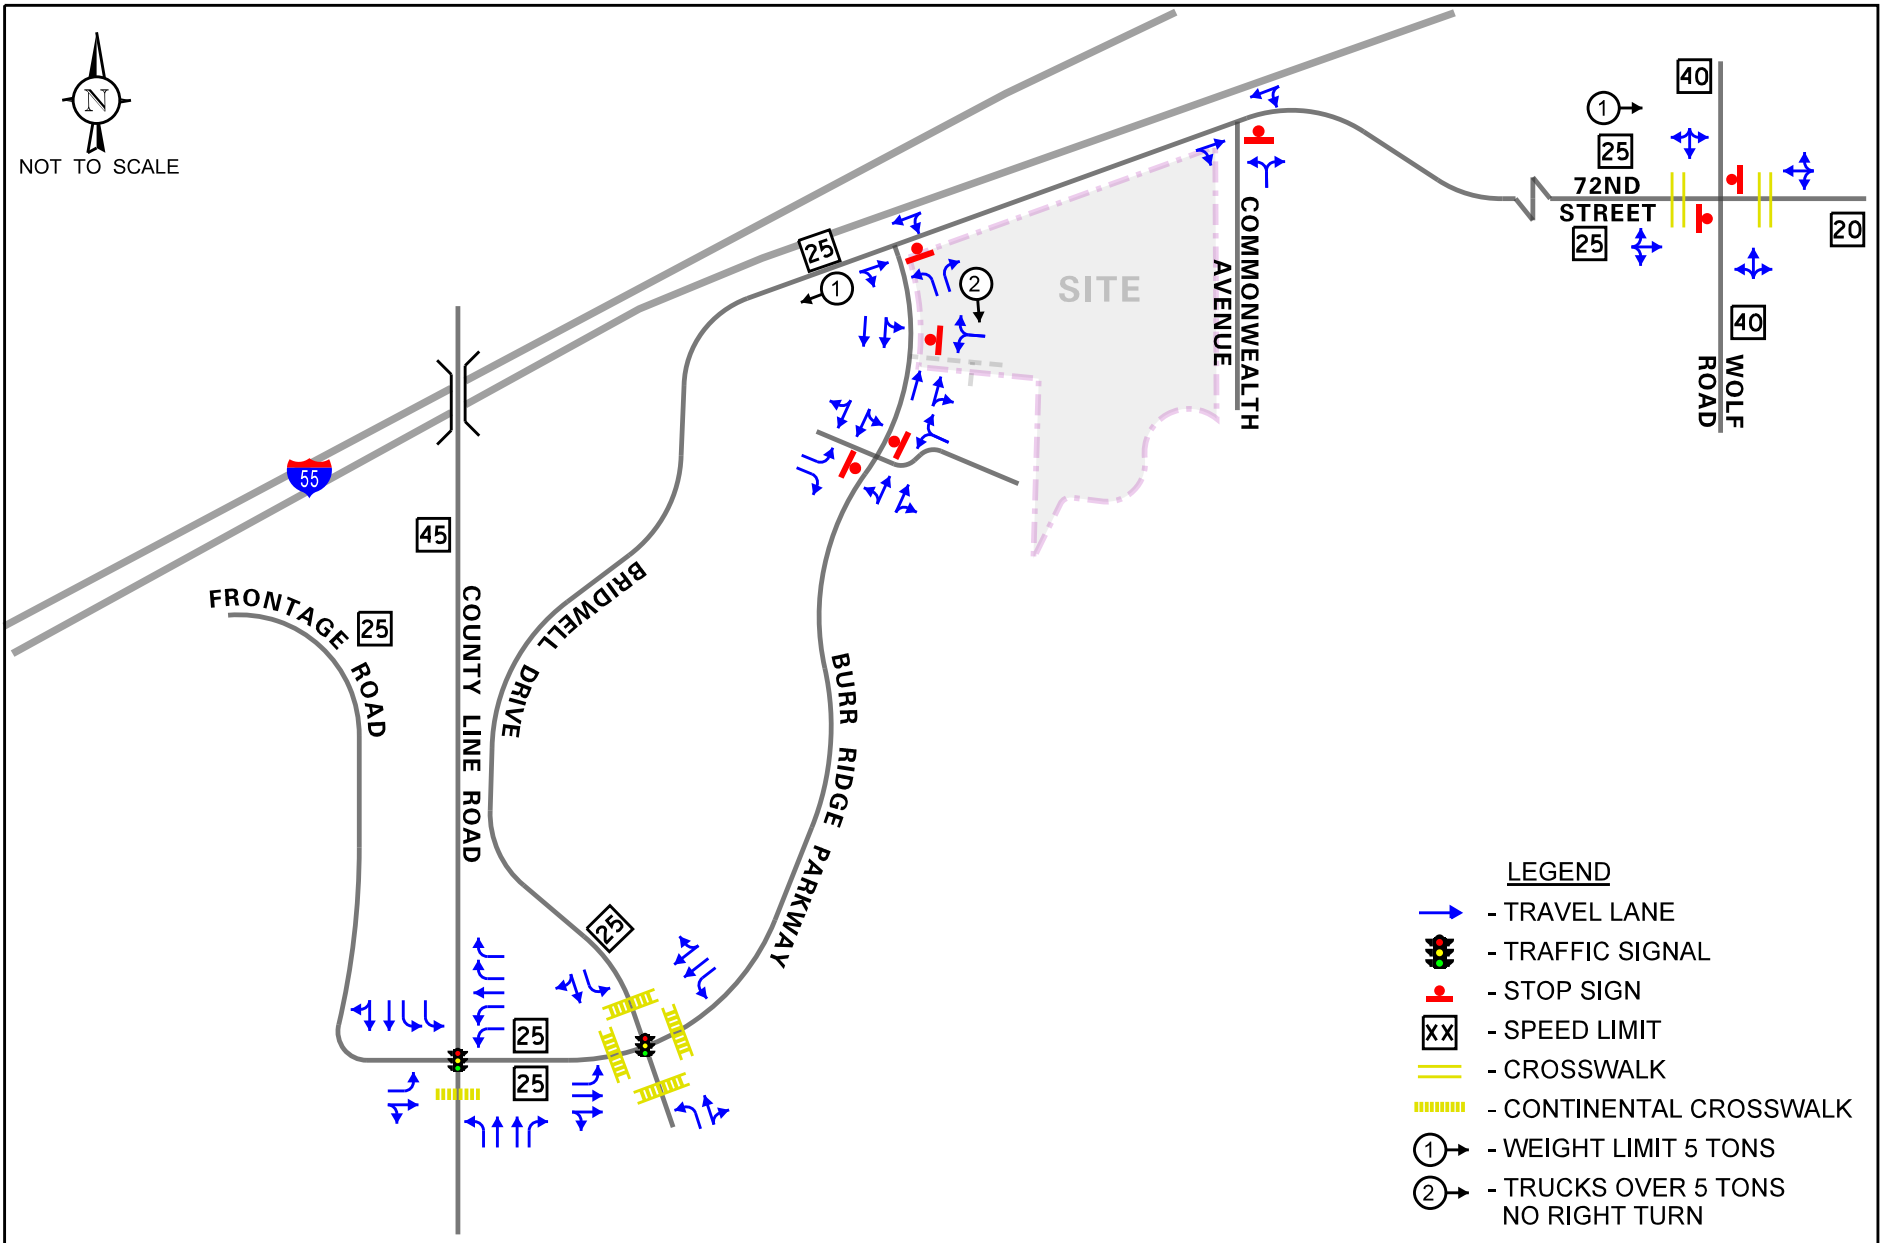 N
NOT TO SCALE
40
1
25
72ND
STREET
25
20
40
WOLF
ROAD
COMMONWEALTH
AVENUE
25
1
2
SITE
55
45
FRONTAGE ROAD
25
COUNTY LINE ROAD
BRIDWELL DRIVE
BURR RIDGE PARKWAY
25
25
25
LEGEND
- TRAVEL LANE
- TRAFFIC SIGNAL
- STOP SIGN
XX - SPEED LIMIT
- CROSSWALK
- CONTINENTAL CROSSWALK
1 - WEIGHT LIMIT 5 TONS
2 - TRUCKS OVER 5 TONS
NO RIGHT TURN